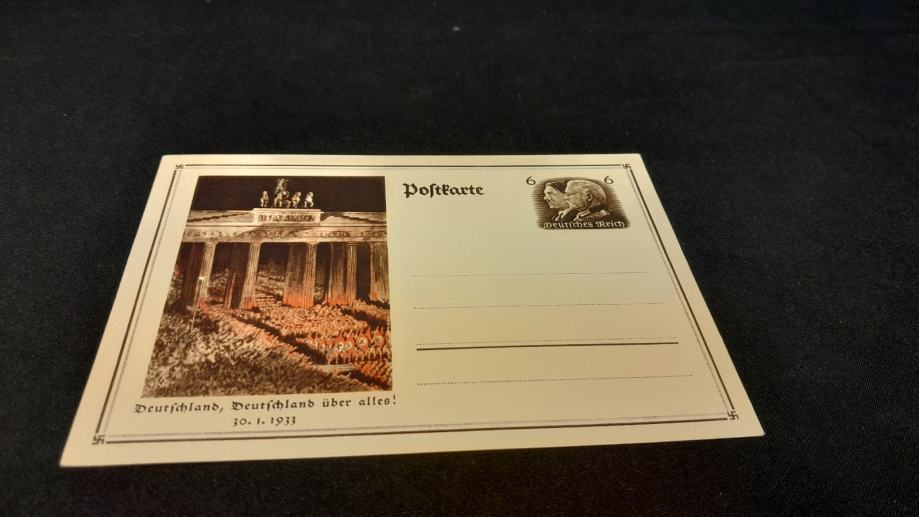 Postkarte
6 6
Deutsches Reich
Deutschland, Deutschland über alles!
30. 1. 1933